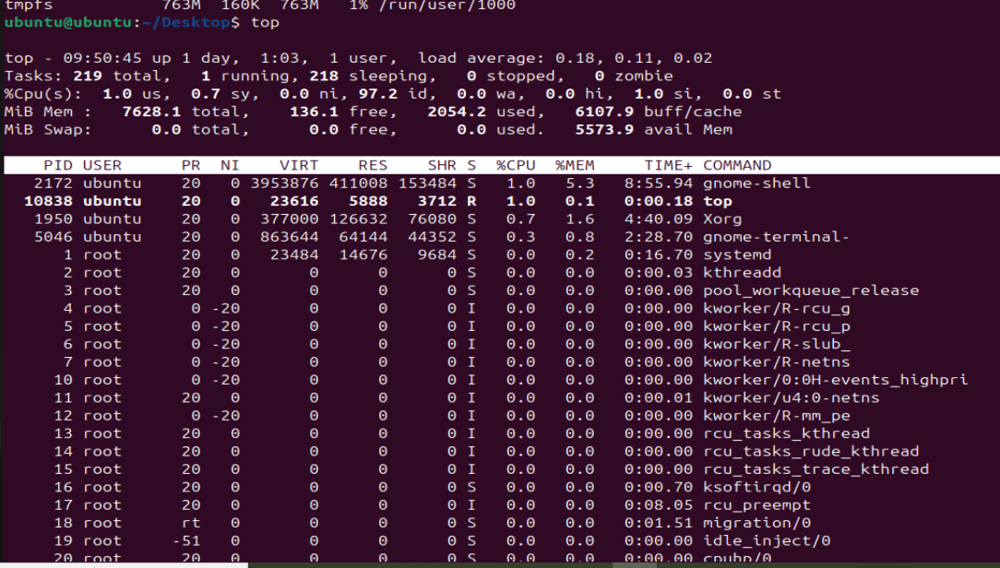 tmpfs 763M 160K 763M 1% /run/user/1000
ubuntu@ubuntu:~/Desktop$ top
top - 09:50:45 up 1 day, 1:03, 1 user, load average: 0.18, 0.11, 0.02
Tasks: 219 total, 1 running, 218 sleeping, 0 stopped, 0 zombie
%Cpu(s): 1.0 us, 0.7 sy, 0.0 ni, 97.2 id, 0.0 wa, 0.0 hi, 1.0 si, 0.0 st
MiB Mem : 7628.1 total, 136.1 free, 2054.2 used, 6107.9 buff/cache
MiB Swap: 0.0 total, 0.0 free, 0.0 used. 5573.9 avail Mem
PID USER PR NI VIRT RES SHR S %CPU %MEM TIME+ COMMAND
2172 ubuntu 20 0 3953876 411008 153484 S 1.0 5.3 8:55.94 gnome-shell
10838 ubuntu 20 0 23616 5888 3712 R 1.0 0.1 0:00.18 top
1950 ubuntu 20 0 377000 126632 76080 S 0.7 1.6 4:40.09 Xorg
5046 ubuntu 20 0 863644 64144 44352 S 0.3 0.8 2:28.70 gnome-terminal-
1 root 20 0 23484 14676 9684 S 0.0 0.2 0:16.70 systemd
2 root 20 0 0 0 0 S 0.0 0.0 0:00.03 kthreadd
3 root 20 0 0 0 0 S 0.0 0.0 0:00.00 pool_workqueue_release
4 root 0 -20 0 0 0 I 0.0 0.0 0:00.00 kworker/R-rcu_g
5 root 0 -20 0 0 0 I 0.0 0.0 0:00.00 kworker/R-rcu_p
6 root 0 -20 0 0 0 I 0.0 0.0 0:00.00 kworker/R-slub_
7 root 0 -20 0 0 0 I 0.0 0.0 0:00.00 kworker/R-netns
10 root 0 -20 0 0 0 I 0.0 0.0 0:00.00 kworker/0:0H-events_highpri
11 root 20 0 0 0 0 I 0.0 0.0 0:00.01 kworker/u4:0-netns
12 root 0 -20 0 0 0 I 0.0 0.0 0:00.00 kworker/R-mm_pe
13 root 20 0 0 0 0 I 0.0 0.0 0:00.00 rcu_tasks_kthread
14 root 20 0 0 0 0 I 0.0 0.0 0:00.00 rcu_tasks_rude_kthread
15 root 20 0 0 0 0 I 0.0 0.0 0:00.00 rcu_tasks_trace_kthread
16 root 20 0 0 0 0 S 0.0 0.0 0:00.70 ksoftirqd/0
17 root 20 0 0 0 0 I 0.0 0.0 0:08.05 rcu_preempt
18 root rt 0 0 0 0 S 0.0 0.0 0:01.51 migration/0
19 root -51 0 0 0 0 S 0.0 0.0 0:00.00 idle_inject/0
20 root 20 0 0 0 0 S 0.0 0.0 0:00.00 cpuhp/0